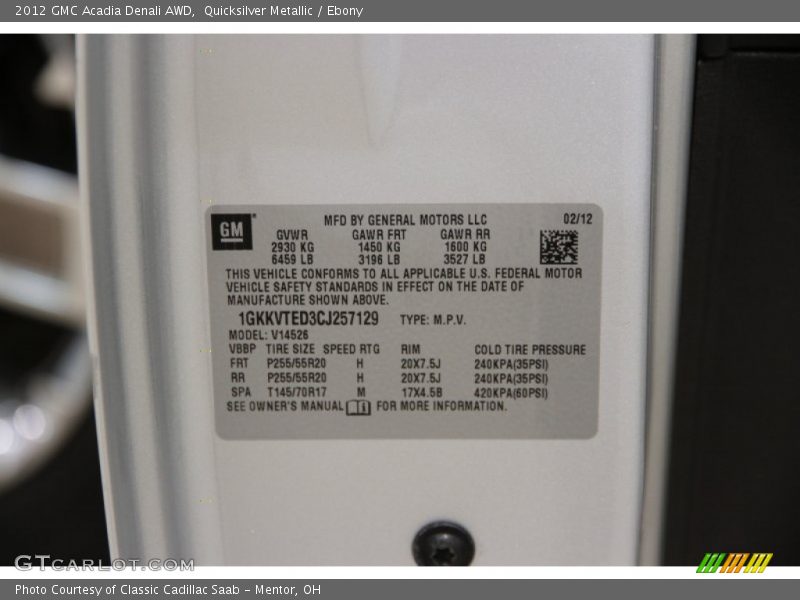 2012 GMC Acadia Denali AWD, Quicksilver Metallic / Ebony
GM
MFD BY GENERAL MOTORS LLC 02/12
GVWR GAWR FRT GAWR RR
2930 KG 1450 KG 1600 KG
6459 LB 3196 LB 3527 LB
THIS VEHICLE CONFORMS TO ALL APPLICABLE U.S. FEDERAL MOTOR
VEHICLE SAFETY STANDARDS IN EFFECT ON THE DATE OF
MANUFACTURE SHOWN ABOVE.
1GKKVTED3CJ257129 TYPE: M.P.V.
MODEL: V14526
VBBP TIRE SIZE SPEED RTG RIM COLD TIRE PRESSURE
FRT P255/55R20 H 20X7.5J 240KPA(35PSI)
RR P255/55R20 H 20X7.5J 240KPA(35PSI)
SPA T145/70R17 M 17X4.5B 420KPA(60PSI)
SEE OWNER'S MANUAL FOR MORE INFORMATION.
GTCARLOT.COM
Photo Courtesy of Classic Cadillac Saab - Mentor, OH